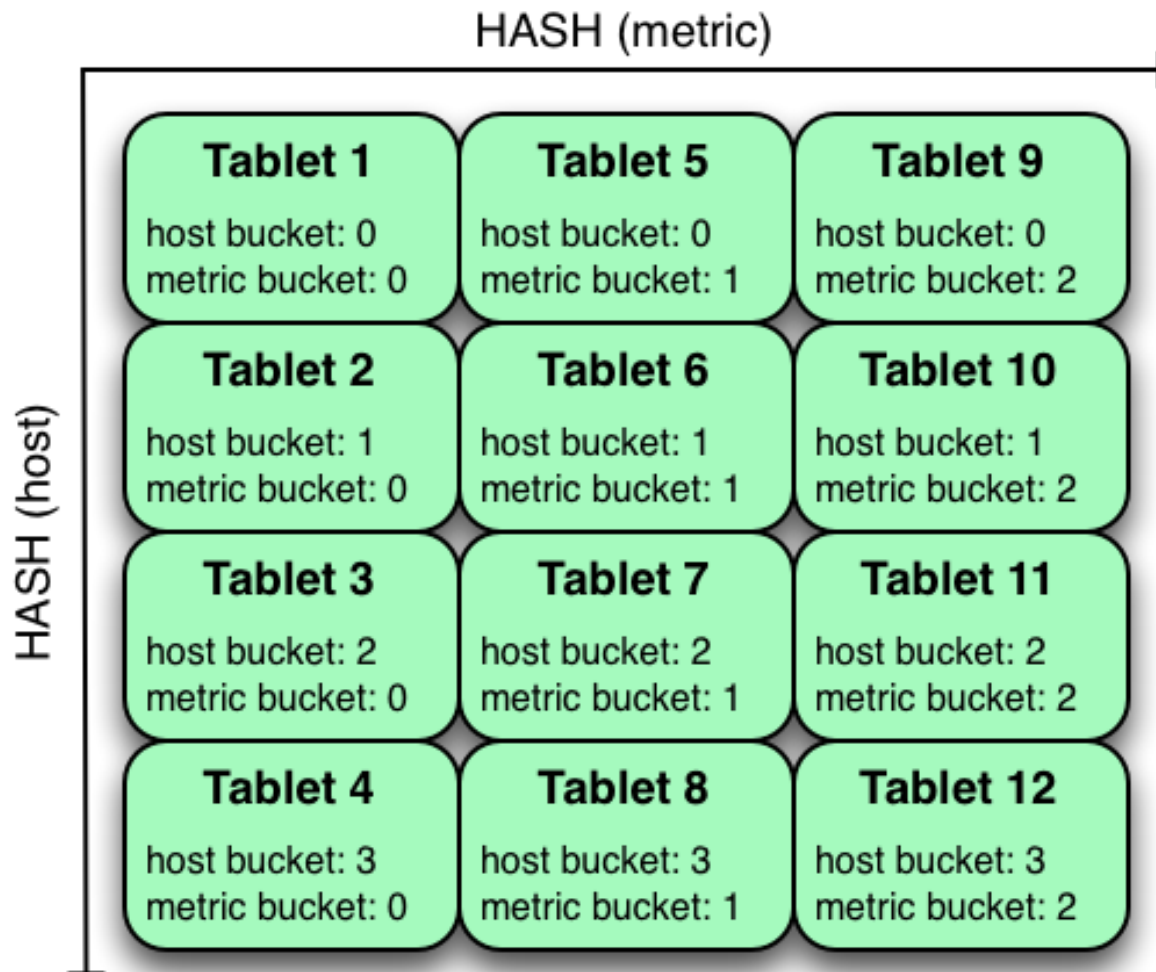 HASH (metric)
HASH (host)
Tablet 1
host bucket: 0
metric bucket: 0
Tablet 5
host bucket: 0
metric bucket: 1
Tablet 9
host bucket: 0
metric bucket: 2
Tablet 2
host bucket: 1
metric bucket: 0
Tablet 6
host bucket: 1
metric bucket: 1
Tablet 10
host bucket: 1
metric bucket: 2
Tablet 3
host bucket: 2
metric bucket: 0
Tablet 7
host bucket: 2
metric bucket: 1
Tablet 11
host bucket: 2
metric bucket: 2
Tablet 4
host bucket: 3
metric bucket: 0
Tablet 8
host bucket: 3
metric bucket: 1
Tablet 12
host bucket: 3
metric bucket: 2